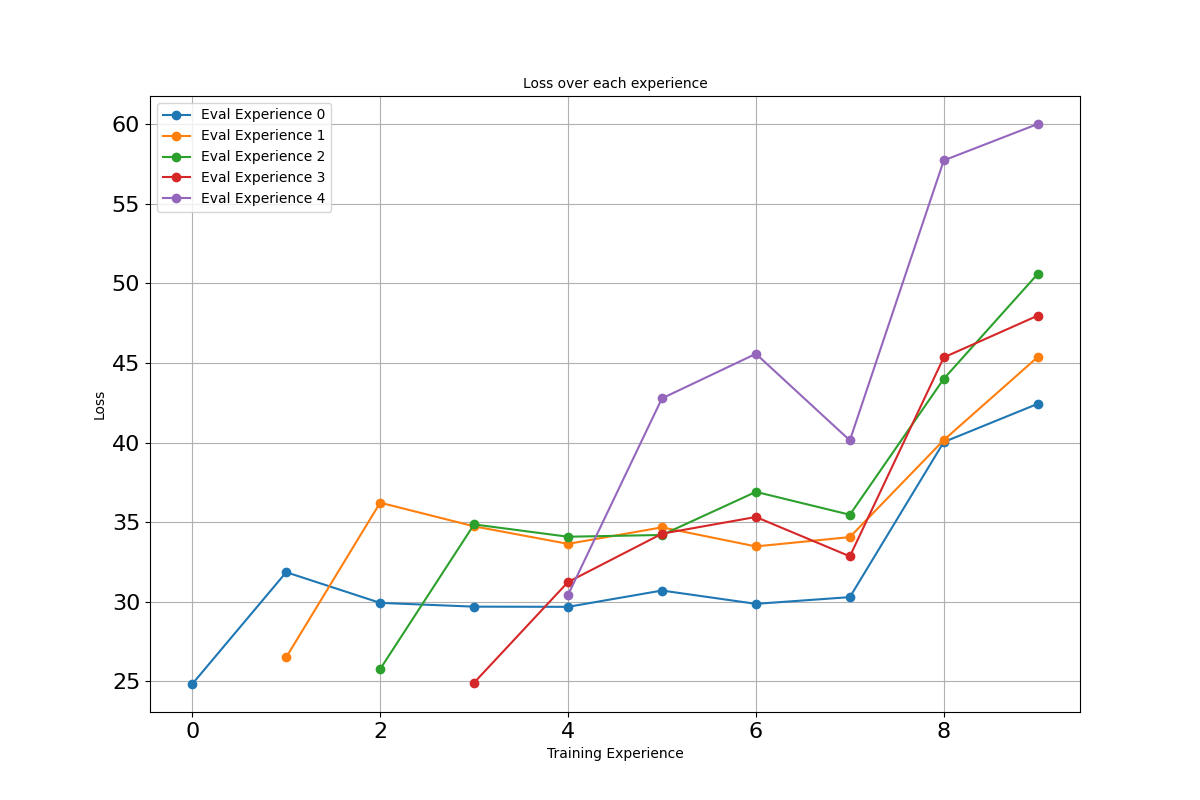 Loss over each experience
Eval Experience 0
Eval Experience 1
Eval Experience 2
Eval Experience 3
Eval Experience 4
60
55
50
45
40
35
30
25
Loss
0 2 4 6 8
Training Experience